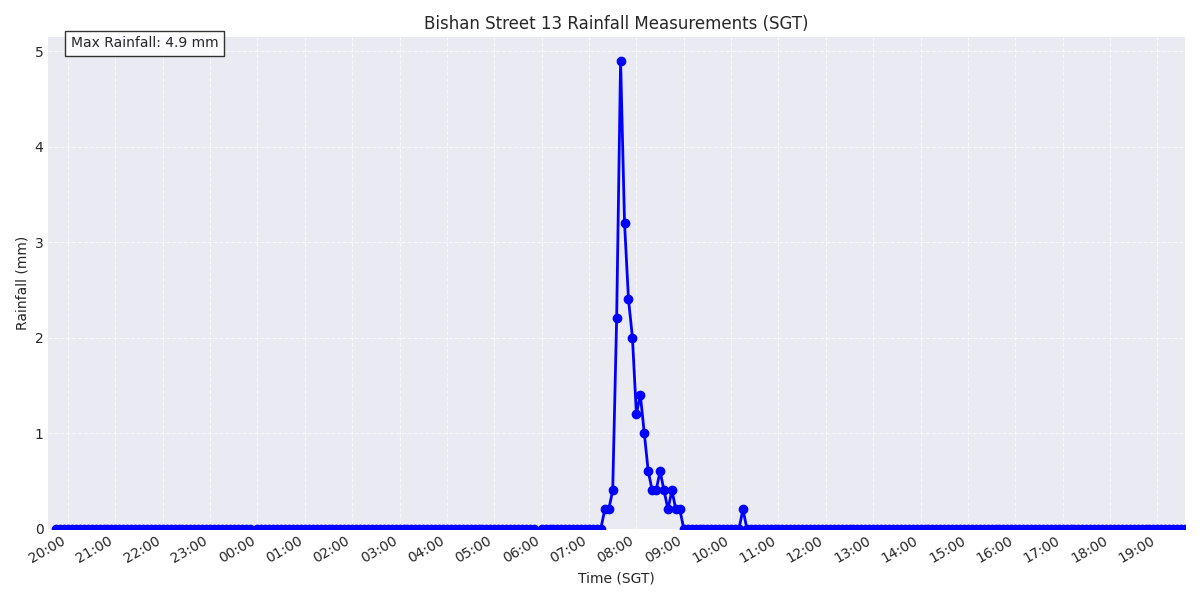 Bishan Street 13 Rainfall Measurements (SGT)
Max Rainfall: 4.9 mm
Rainfall (mm)
5
4
3
2
1
0
20:00 21:00 22:00 23:00 00:00 01:00 02:00 03:00 04:00 05:00 06:00 07:00 08:00 09:00 10:00 11:00 12:00 13:00 14:00 15:00 16:00 17:00 18:00 19:00
Time (SGT)